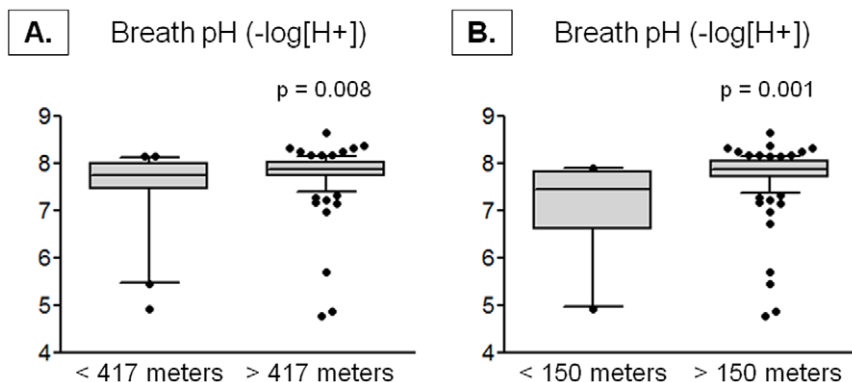 A. Breath pH (-log[H+])
p = 0.008
9
8
7
6
5
4
< 417 meters > 417 meters
B. Breath pH (-log[H+])
p = 0.001
9
8
7
6
5
4
< 150 meters > 150 meters